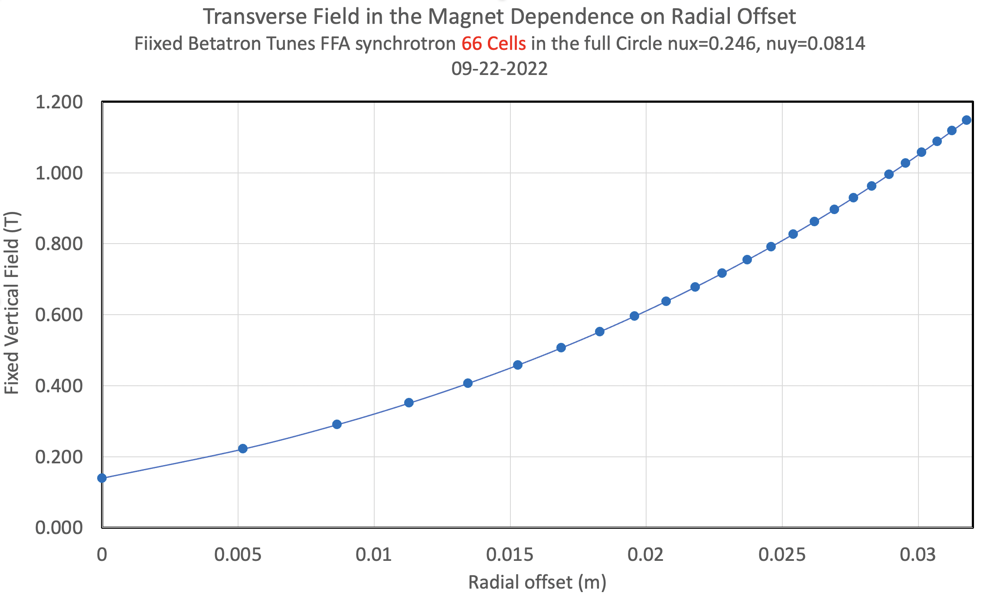 Transverse Field in the Magnet Dependence on Radial Offset
Fiixed Betatron Tunes FFA synchrotron 66 Cells in the full Circle nux=0.246, nuy=0.0814
09-22-2022
1.200
1.000
0.800
0.600
0.400
0.200
0.000
Fixed Vertical Field (T)
0 0.005 0.01 0.015 0.02 0.025 0.03
Radial offset (m)